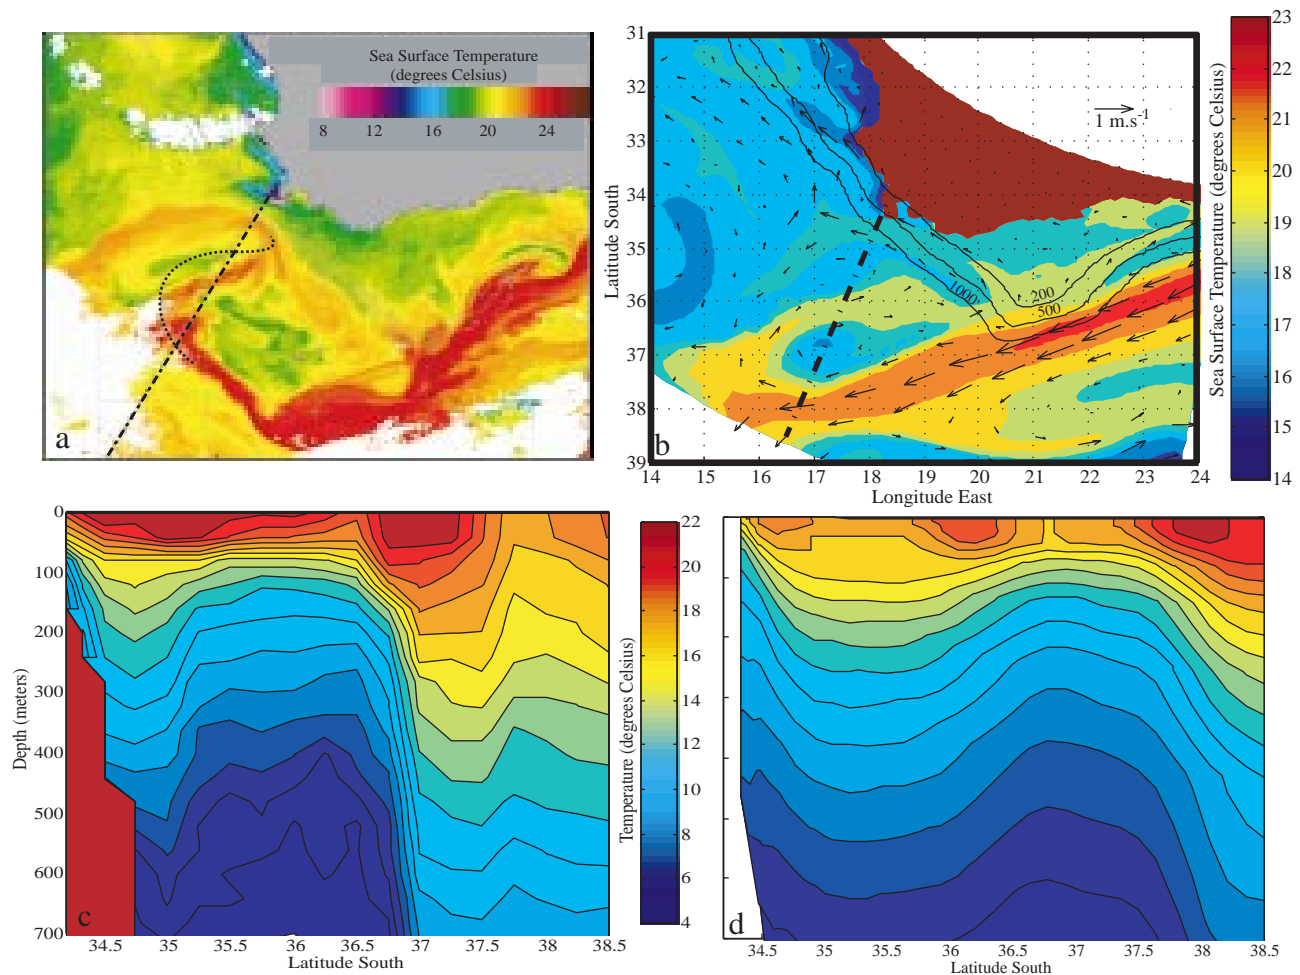 Sea Surface Temperature
(degrees Celsius)
8 12 16 20 24
a
31
32
33
34
35
36
37
38
39
Latitude South
1 m.s-1
200
500
1000
b
14 15 16 17 18 19 20 21 22 23 24
Longitude East
23
22
21
20
19
18
17
16
15
14
Sea Surface Temperature (degrees Celsius)
0
100
200
300
400
500
600
700
Depth (meters)
c
34.5 35 35.5 36 36.5 37 37.5 38 38.5
Latitude South
22
20
18
16
14
12
10
8
6
4
Temperature (degrees Celsius)
d
34.5 35 35.5 36 36.5 37 37.5 38 38.5
Latitude South